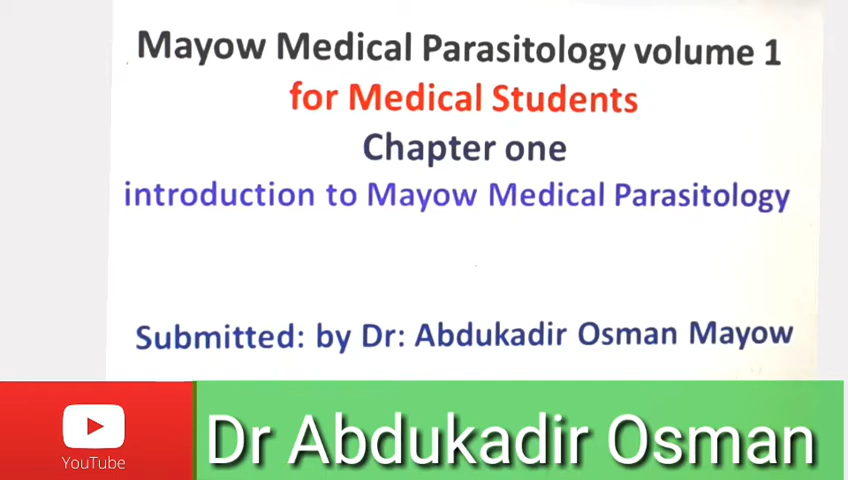 Mayow Medical Parasitology volume 1
for Medical Students
Chapter one
introduction to Mayow Medical Parasitology
Submitted: by Dr: Abdukadir Osman Mayow
YouTube
Dr Abdukadir Osman